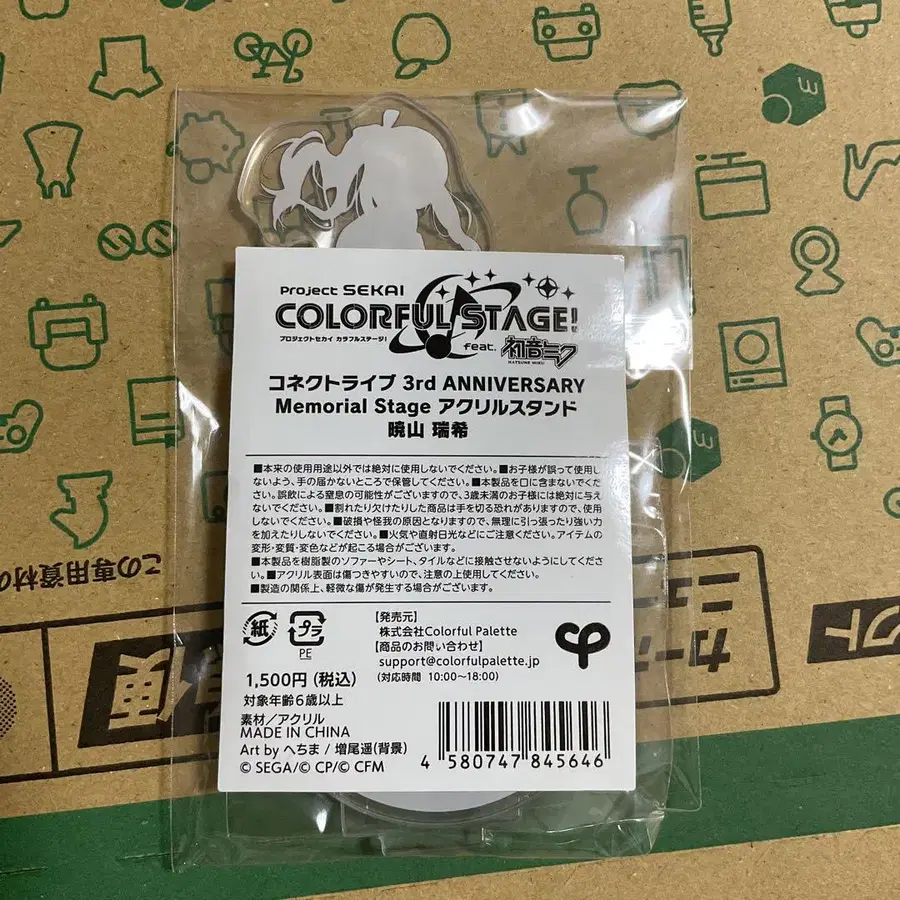 Project SEKAI
COLORFUL STAGE!
プロジェクトセカイ カラフルステージ!
feat. 初音ミク
HATSUNE MIKU
コネクトライブ 3rd ANNIVERSARY
Memorial Stage アクリルスタンド
暁山 瑞希
■本来の使用用途以外では絶対に使用しないでください。■お子様が誤って使用し
ないよう、手の届かないところで保管してください。■本製品を口に含まないでくだ
さい。誤飲による窒息の可能性がございますので、3歳未満のお子様には絶対に与え
ないでください。■割れたり欠けたりした商品は手を切る恐れがありますので、使用
しないでください。■破損や怪我の原因となりますので、無理に引っ張ったり強い力
を加えたりしないでください。■火気や直射日光などにご注意ください。アイテムの
変形・変質・変色などが起こる場合がございます。
■本製品を樹脂製のソファーやシート、タイルなどに接触させないようにしてくださ
い。■アクリル表面は傷つきやすいので、注意の上使用してください。
■製造の関係上、軽微な傷が発生する場合がございます。
紙
プラ
PE
【発売元】
株式会社Colorful Palette
【商品のお問い合わせ】
support@colorfulpalette.jp
(対応時間 10:00~18:00)
cp
1,500円(税込)
対象年齢6歳以上
素材/アクリル
MADE IN CHINA
Art by へちま / 増尾遥(背景)
© SEGA/© CP/© CFM
4 580747 845646
この専用資材の